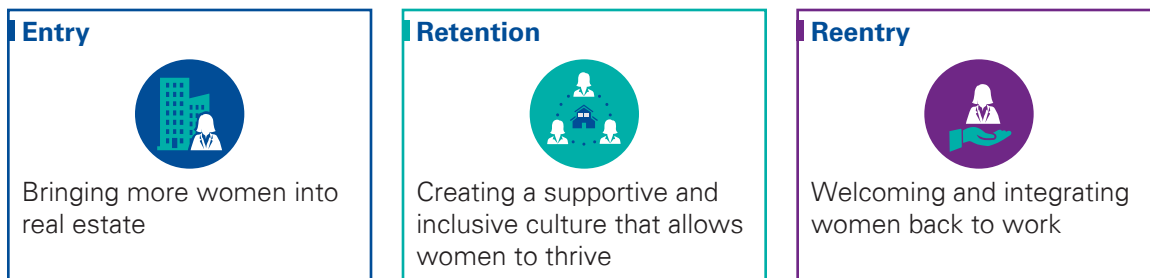 Entry
Bringing more women into
real estate
Retention
Creating a supportive and
inclusive culture that allows
women to thrive
Reentry
Welcoming and integrating
women back to work